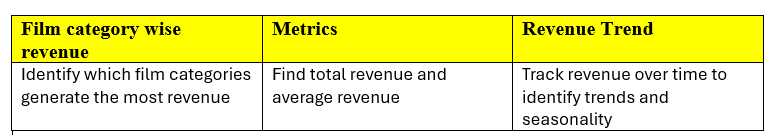 Film category wise
revenue
Metrics
Revenue Trend
Identify which film categories
generate the most revenue
Find total revenue and
average revenue
Track revenue over time to
identify trends and
seasonality